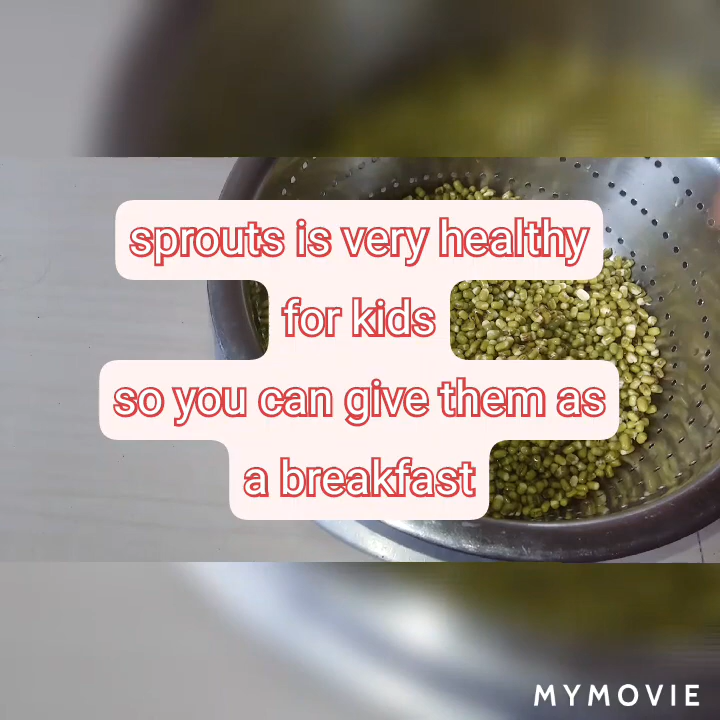 sprouts is very healthy
for kids
so you can give them as
a breakfast
MYMOVIE